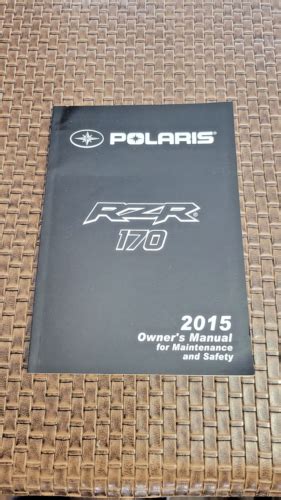 POLARIS
RZR
170
2015
Owner's Manual
for Maintenance
and Safety